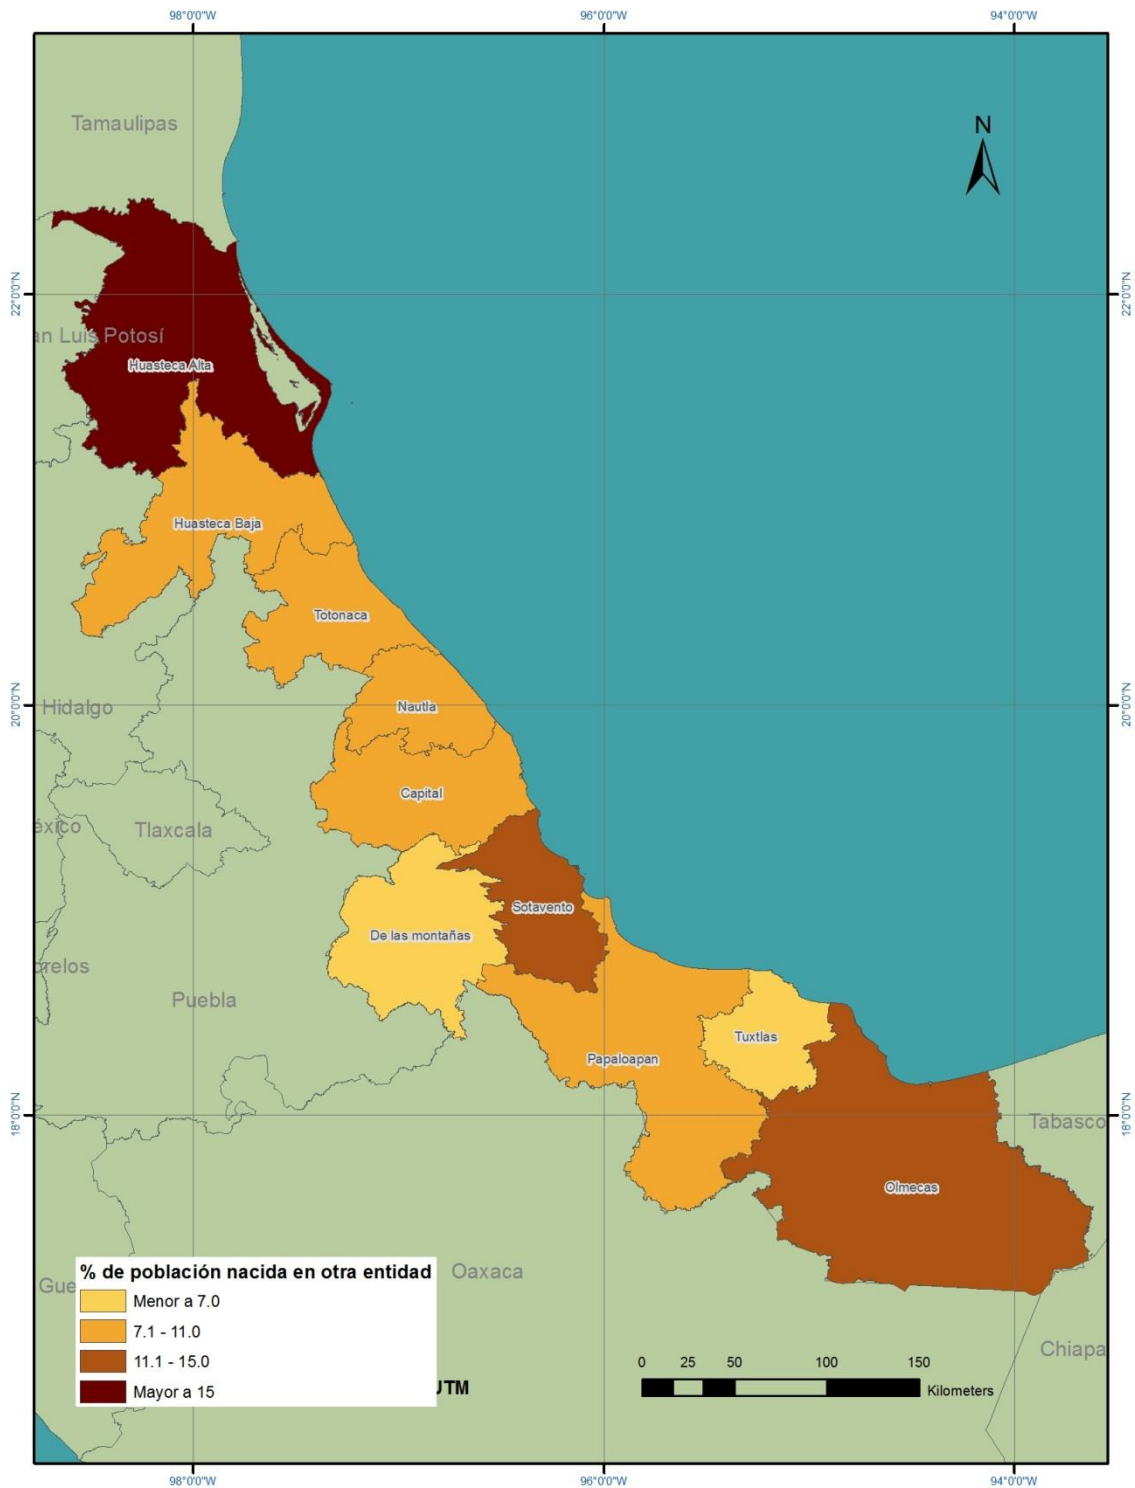 98°0'0"W
96°0'0"W
94°0'0"W
N
Tamaulipas
22°0'0"N
22°0'0"N
an Luis Potosí
Huasteca Alta
Huasteca Baja
Totonaca
Nautla
20°0'0"N
20°0'0"N
Hidalgo
Capital
éxico
Tlaxcala
Sotavento
De las montañas
orelos
Puebla
Tuxtlas
Papaloapan
18°0'0"N
18°0'0"N
Tabasco
Olmecas
Oaxaca
Gue
Chiapa
% de población nacida en otra entidad
Menor a 7.0
7.1 - 11.0
11.1 - 15.0
Mayor a 15
UTM
0 25 50 100 150
Kilometers
98°0'0"W
96°0'0"W
94°0'0"W